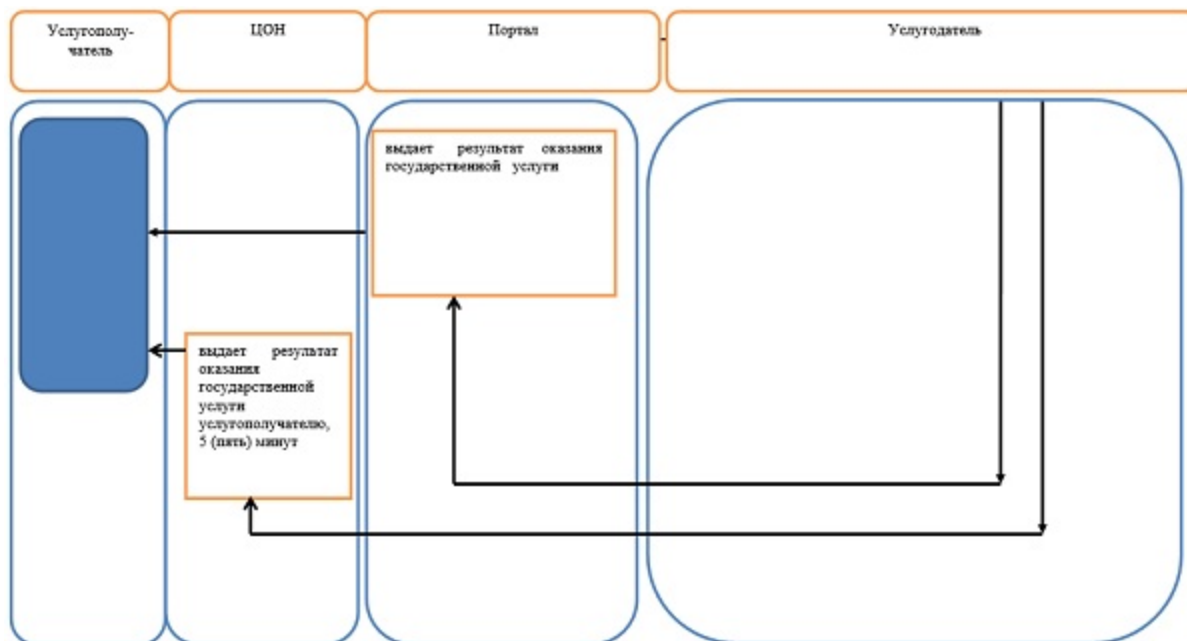 Услугополу-
чатель
ЦОН
Портал
Услугодатель
выдает результат оказания
государственной услуги
выдает результат
оказания
государственной
услуги
услугополучателю,
5 (пять) минут